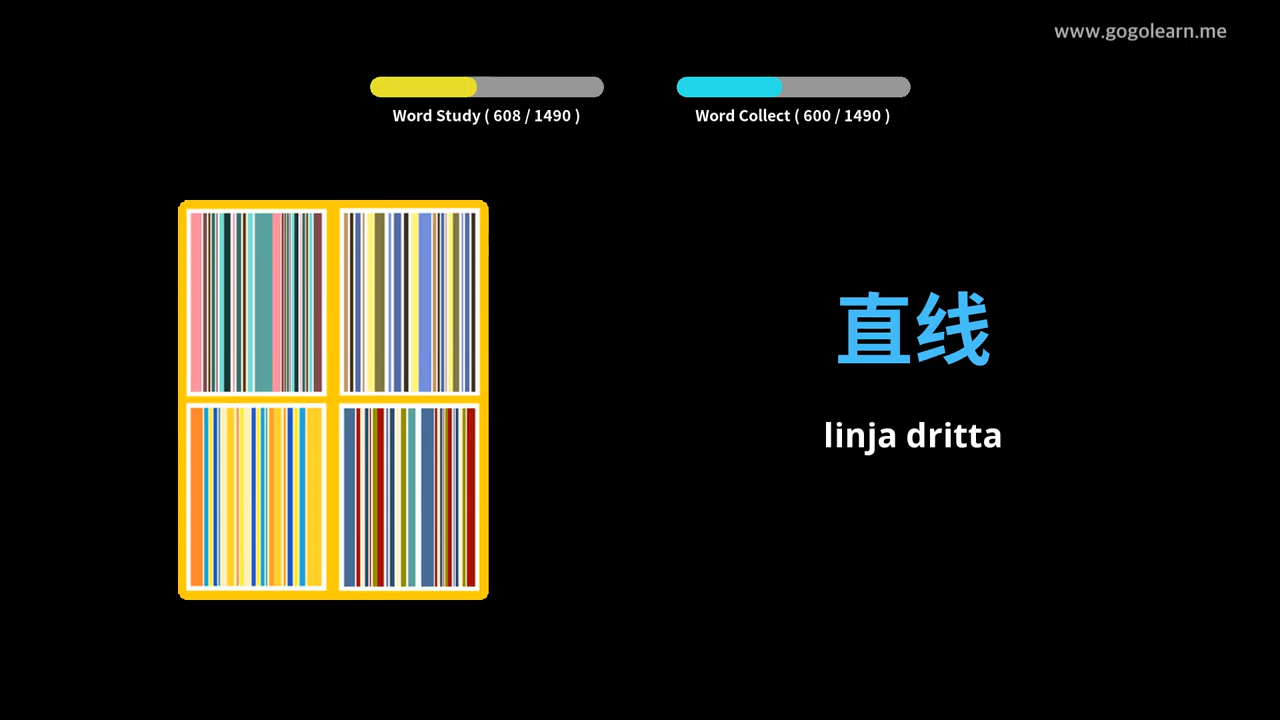 www.gogolearn.me
Word Study ( 608 / 1490 )
Word Collect ( 600 / 1490 )
直线
linja dritta